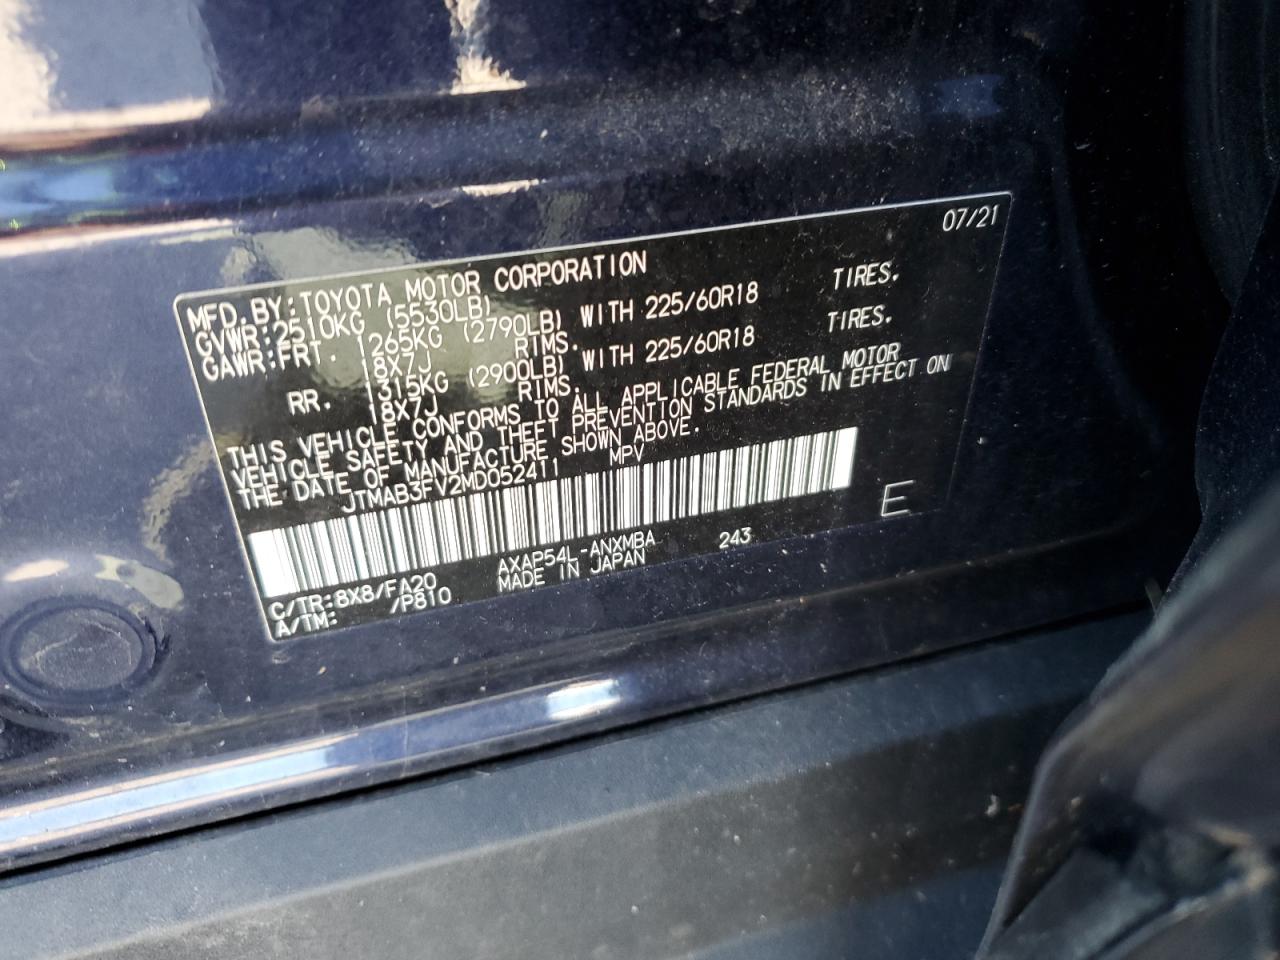 07/21
MFD.BY:TOYOTA MOTOR CORPORATION
GVWR:2510KG (5530LB)
GAWR:FRT. 1265KG (2790LB) WITH 225/60R18 TIRES.
18X7J RIMS.
RR. 1315KG (2900LB) WITH 225/60R18 TIRES.
18X7J RIMS.
THIS VEHICLE CONFORMS TO ALL APPLICABLE FEDERAL MOTOR
VEHICLE SAFETY AND THEFT PREVENTION STANDARDS IN EFFECT ON
THE DATE OF MANUFACTURE SHOWN ABOVE.
JTMAB3FV2MD052411 MPV
E
C/TR:8X8/FA20 AXAP54L-ANXMBA 243
A/TM: /P810 MADE IN JAPAN